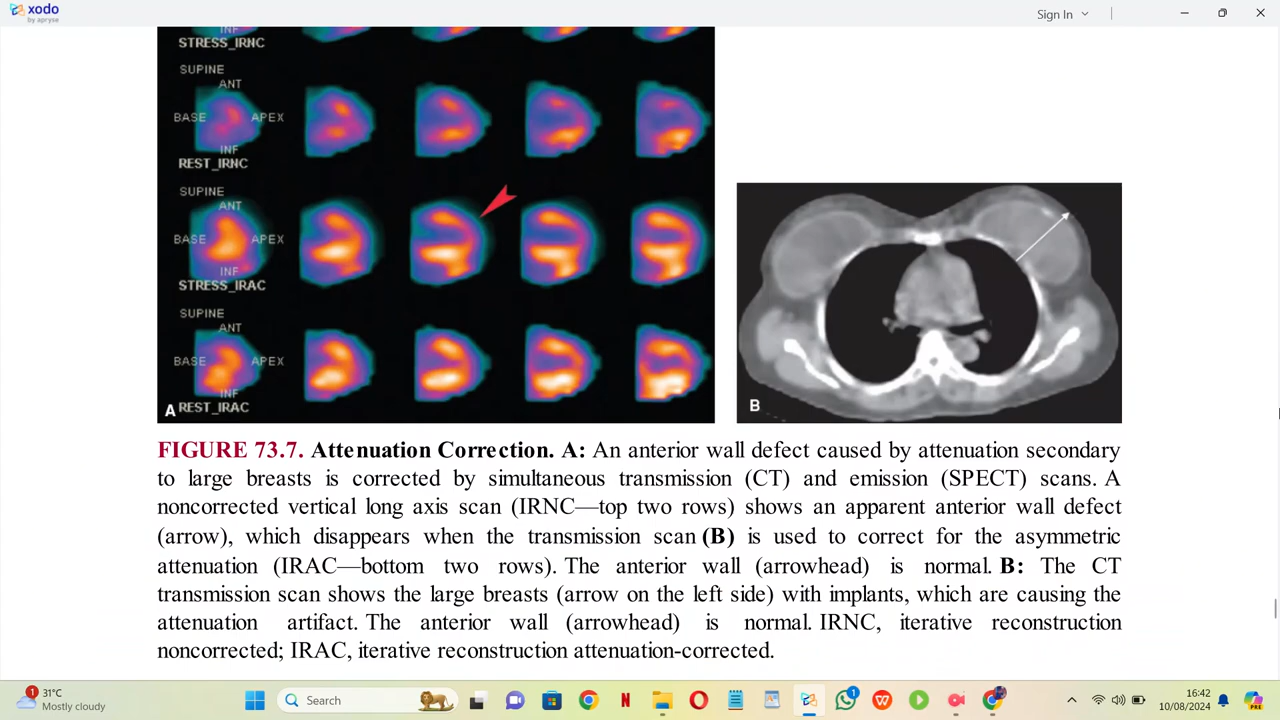 xodo
by apryse
Sign In
INF
STRESS_IRNC
SUPINE
ANT
BASE APEX
INF
REST_IRNC
SUPINE
ANT
BASE APEX
INF
STRESS_IRAC
SUPINE
ANT
BASE APEX
INF
A REST_IRAC
B
FIGURE 73.7. Attenuation Correction. A: An anterior wall defect caused by attenuation secondary
to large breasts is corrected by simultaneous transmission (CT) and emission (SPECT) scans. A
noncorrected vertical long axis scan (IRNC—top two rows) shows an apparent anterior wall defect
(arrow), which disappears when the transmission scan (B) is used to correct for the asymmetric
attenuation (IRAC—bottom two rows). The anterior wall (arrowhead) is normal. B: The CT
transmission scan shows the large breasts (arrow on the left side) with implants, which are causing the
attenuation artifact. The anterior wall (arrowhead) is normal. IRNC, iterative reconstruction
noncorrected; IRAC, iterative reconstruction attenuation-corrected.
1
31°C
Mostly cloudy
Search
1
16:42
10/08/2024